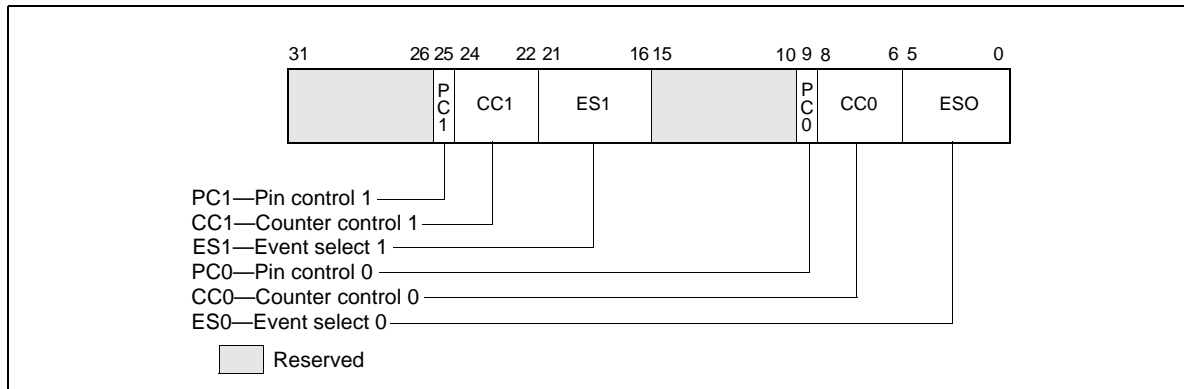 31 26 25 24 22 21 16 15 10 9 8 6 5 0
PC1 CC1 ES1 PC0 CC0 ESO
PC1—Pin control 1
CC1—Counter control 1
ES1—Event select 1
PC0—Pin control 0
CC0—Counter control 0
ES0—Event select 0
Reserved